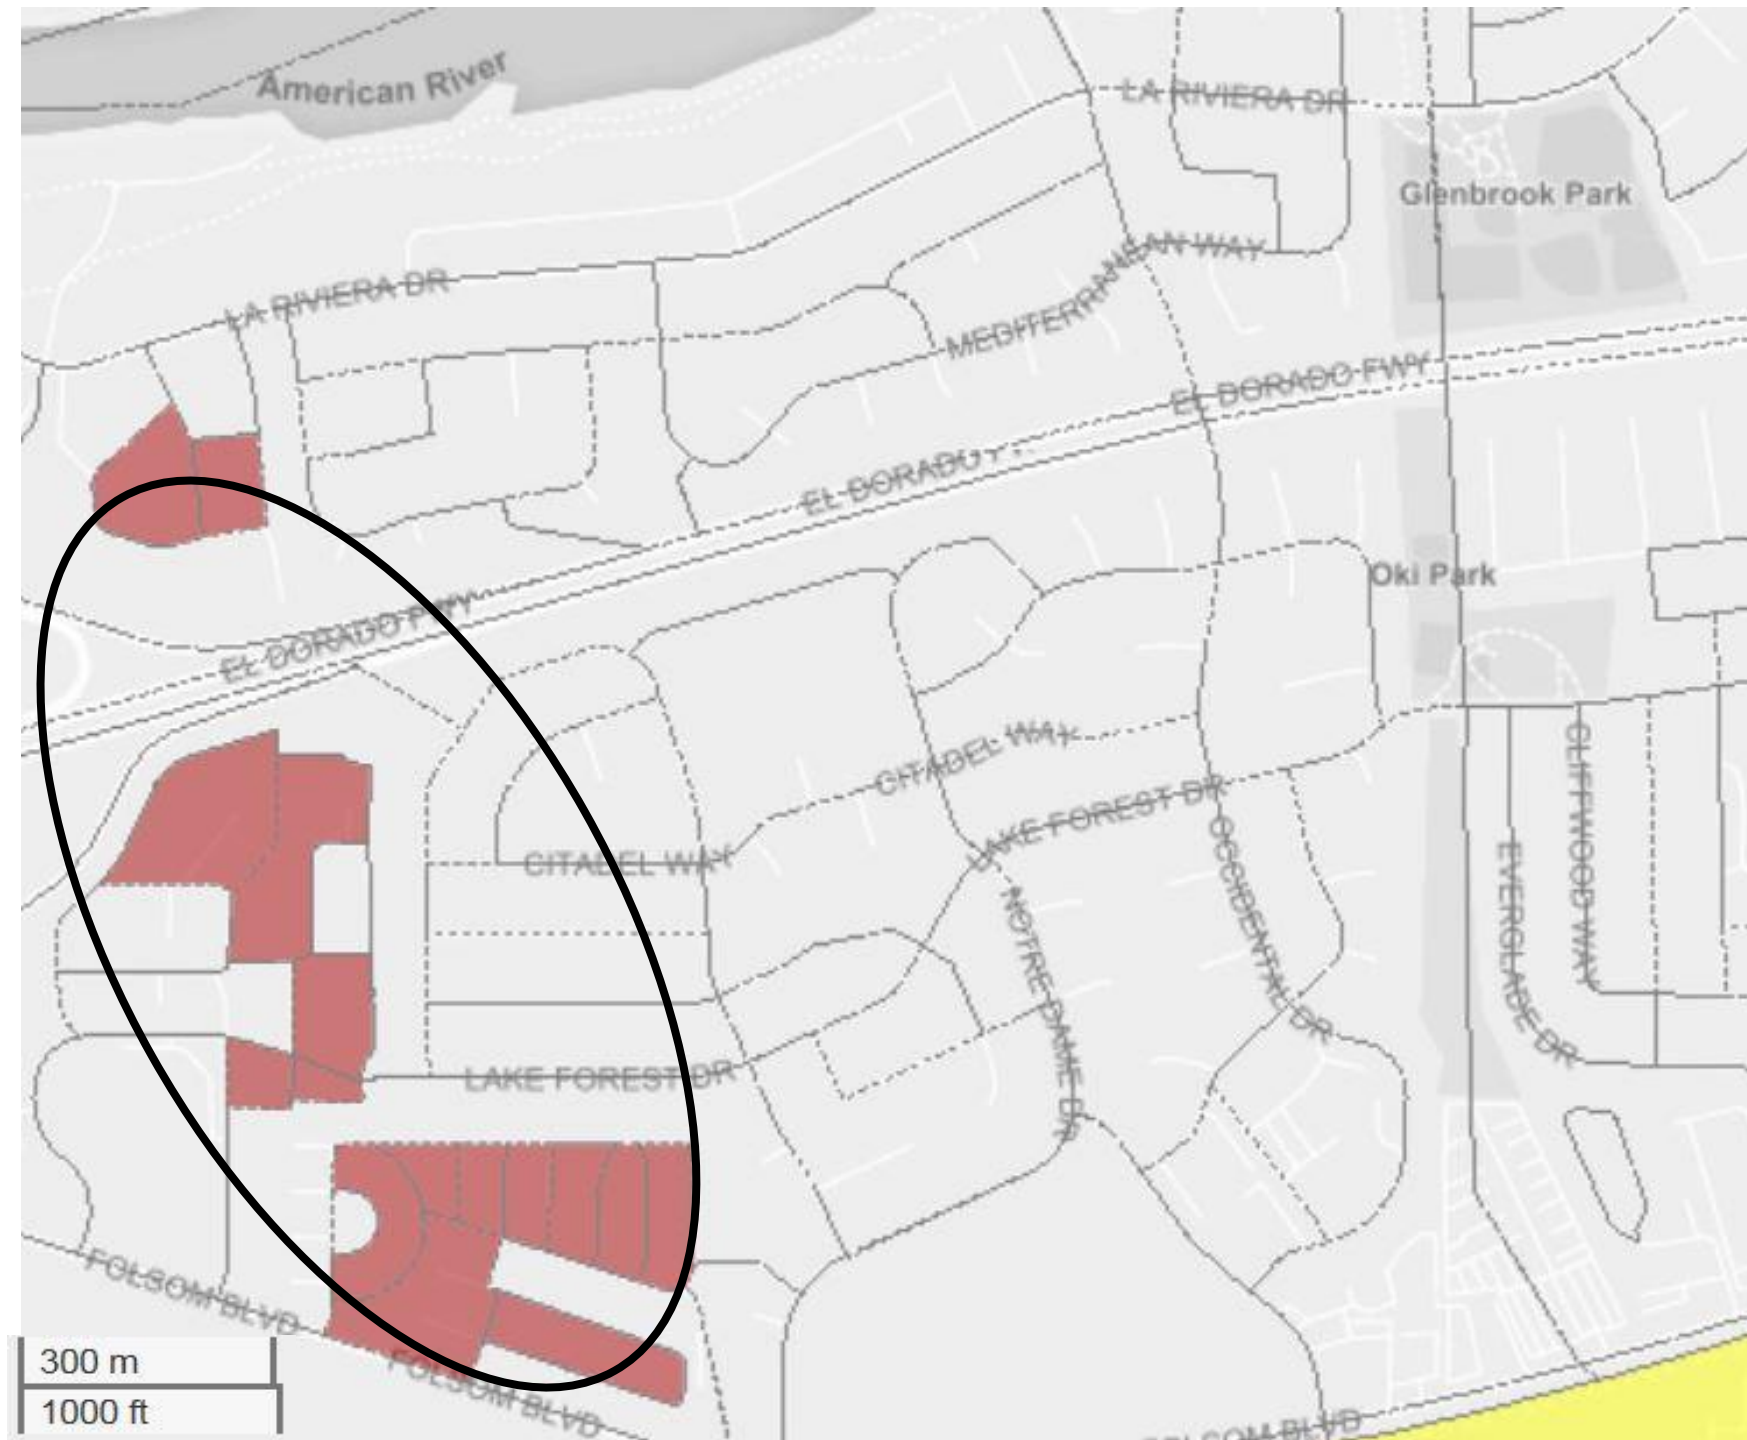 American River
LA RIVIERA DR
Glenbrook Park
MEDITERRANEAN WAY
LA RIVIERA DR
EL DORADO FWY
EL DORADO
Oki Park
EL DORADO FWY
CITADEL WAY
CLIFFWOOD WAY
LAKE FOREST DR
CITADEL WAY
OCCIDENTAL DR
EVERGLADE DR
NOTRE DAME DR
LAKE FOREST DR
FOLSOM BLVD
FOLSOM BLVD
FOLSOM BLVD
300 m
1000 ft